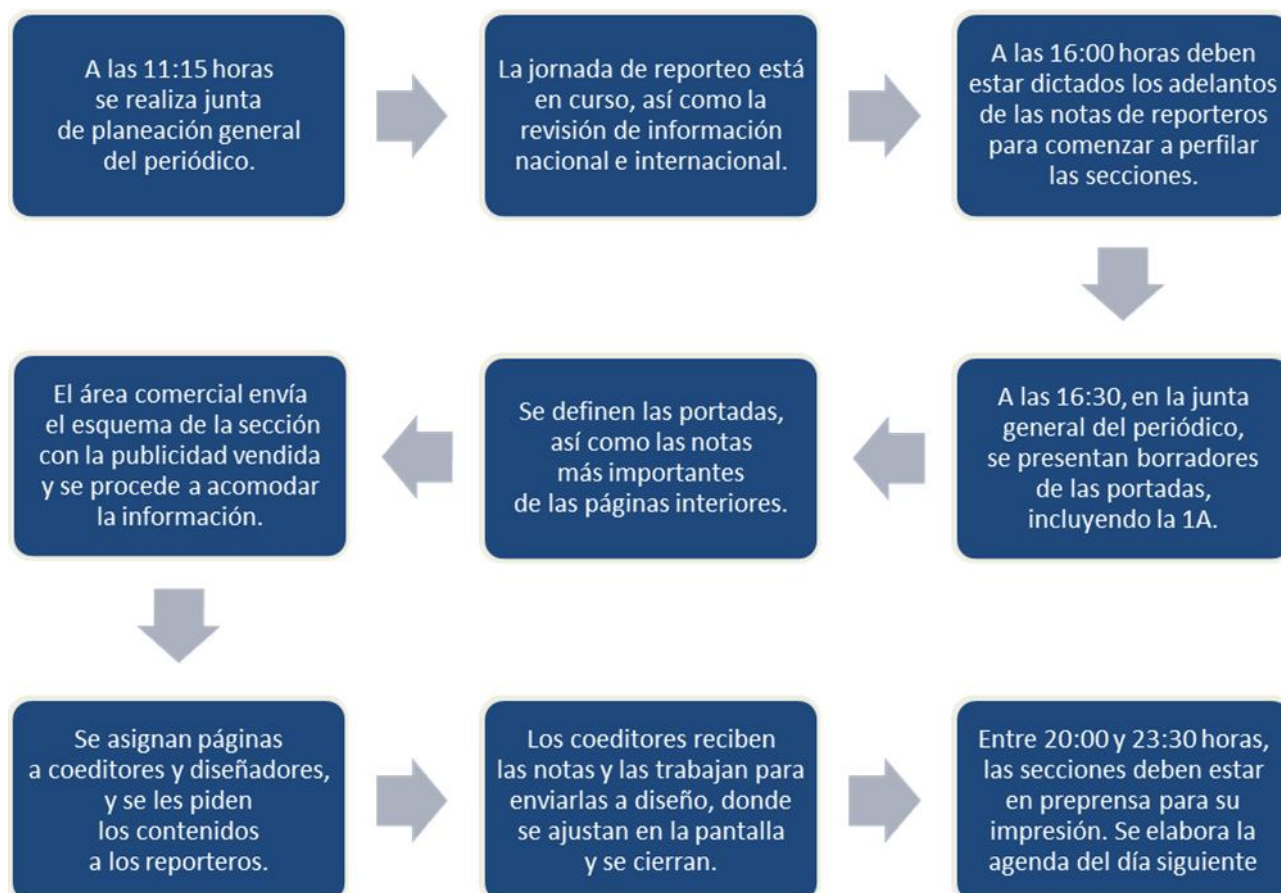 A las 11:15 horas
se realiza junta
de planeación general
del periódico.
La jornada de reporteo está
en curso, así como la
revisión de información
nacional e internacional.
A las 16:00 horas deben
estar dictados los adelantos
de las notas de reporteros
para comenzar a perfilar
las secciones.
A las 16:30, en la junta
general del periódico,
se presentan borradores
de las portadas,
incluyendo la 1A.
Se definen las portadas,
así como las notas
más importantes
de las páginas interiores.
El área comercial envía
el esquema de la sección
con la publicidad vendida
y se procede a acomodar
la información.
Se asignan páginas
a coeditores y diseñadores,
y se les piden
los contenidos
a los reporteros.
Los coeditores reciben
las notas y las trabajan para
enviarlas a diseño, donde
se ajustan en la pantalla
y se cierran.
Entre 20:00 y 23:30 horas,
las secciones deben estar
en preprensa para su
impresión. Se elabora la
agenda del día siguiente